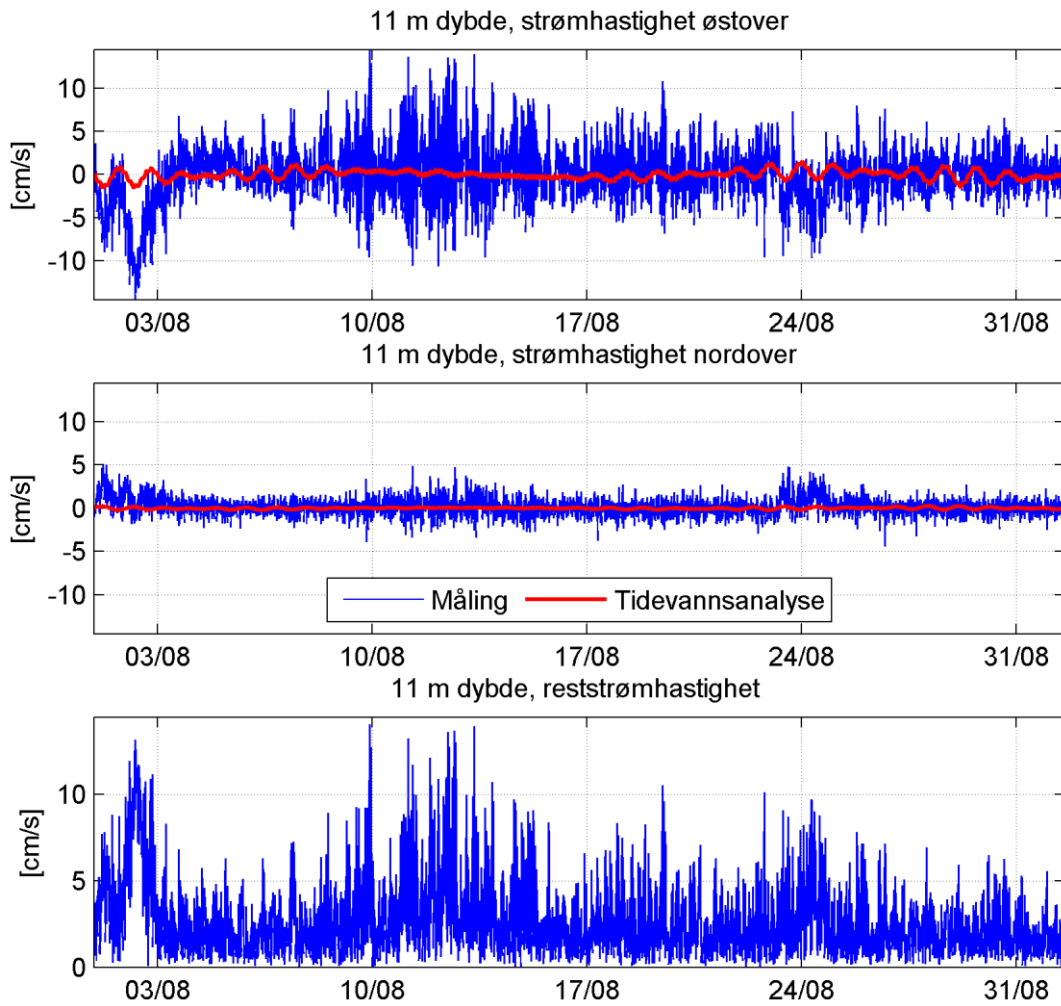 11 m dybde, strømhastighet østover
[cm/s]
10
5
0
-5
-10
03/08 10/08 17/08 24/08 31/08
11 m dybde, strømhastighet nordover
[cm/s]
10
5
0
-5
-10
Måling Tidevannsanalyse
03/08 10/08 17/08 24/08 31/08
11 m dybde, reststrømhastighet
[cm/s]
10
5
0
03/08 10/08 17/08 24/08 31/08